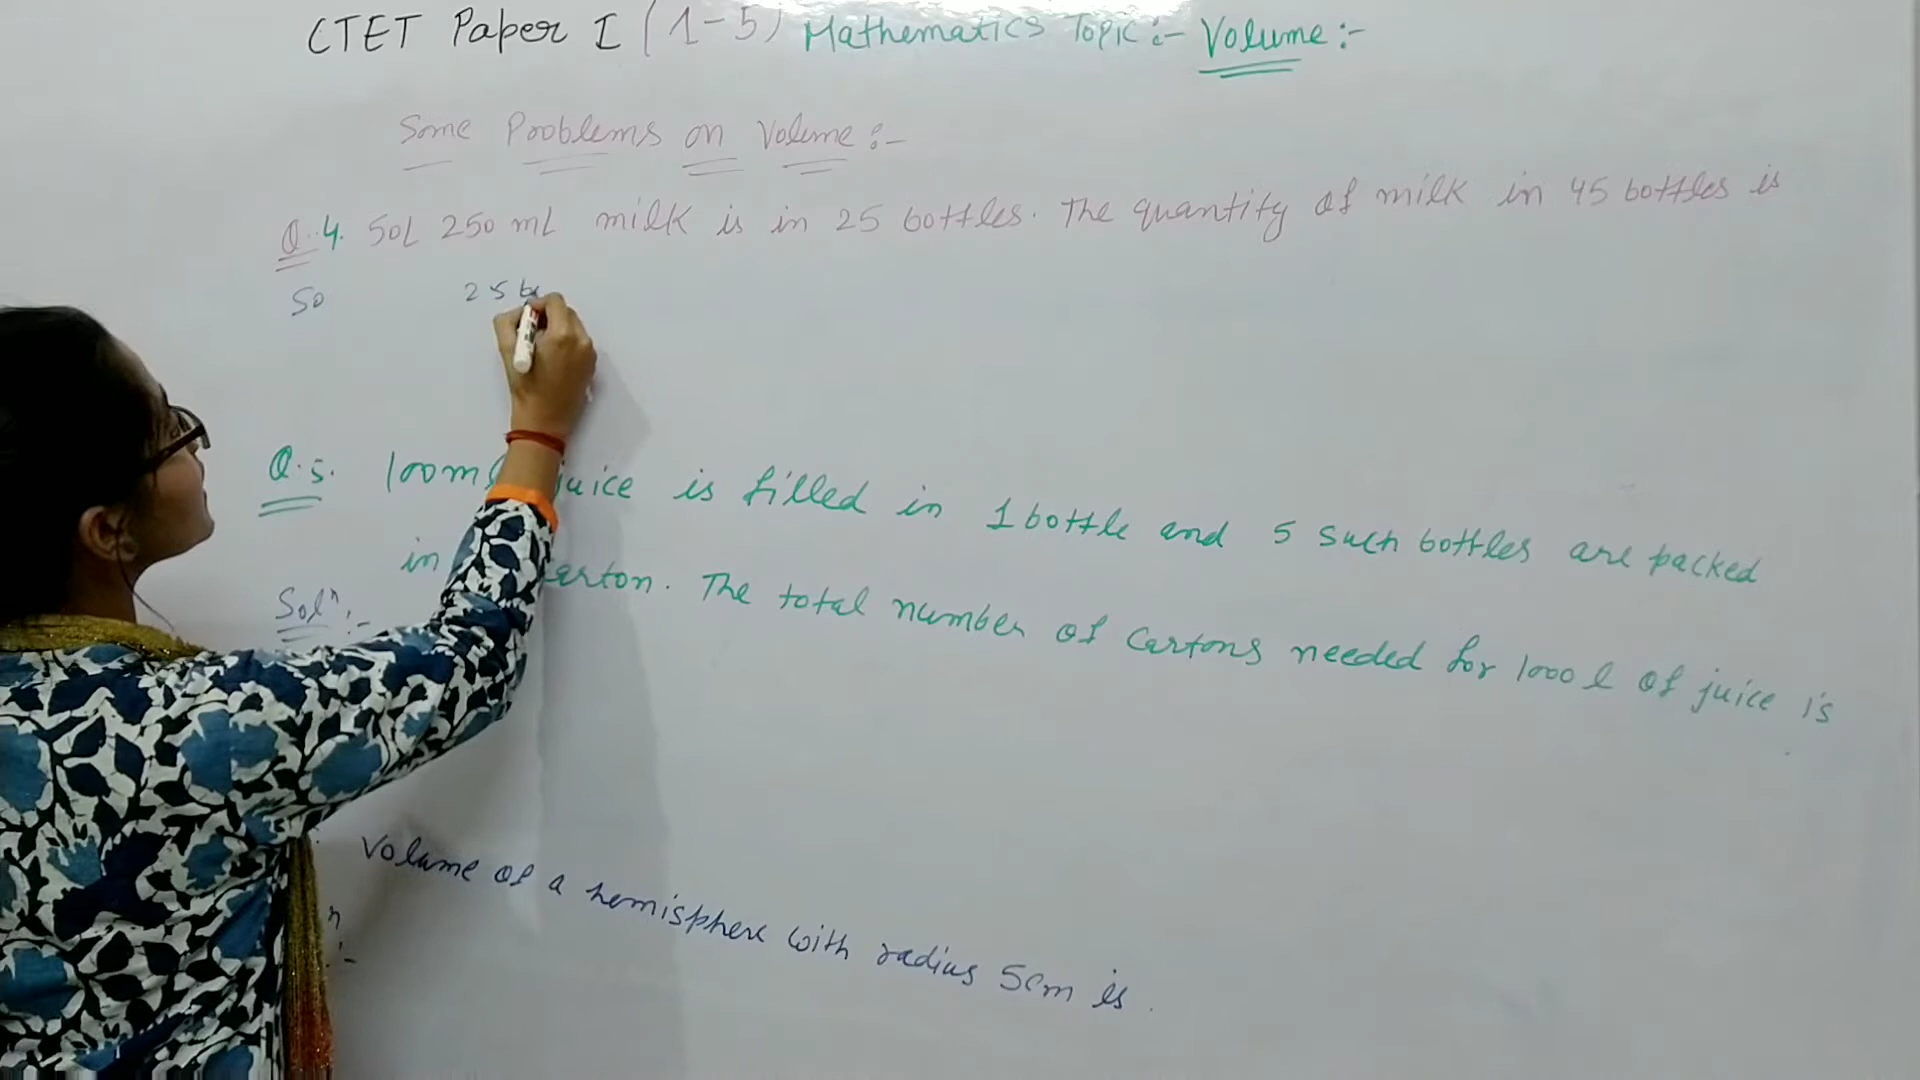 CTET Paper I (1-5) Mathematics Topic:- Volume:-
Some Problems on Volume:-
Q.4. 50L 250 mL milk is in 25 bottles. The quantity of milk in 45 bottles is
So 25 b
Q.5. 100ml juice is filled in 1 bottle and 5 such bottles are packed
in carton. The total number of Cartons needed for 1000 l of juice is
Solⁿ:-
Volume of a hemisphere with radius 5cm is.
n:-